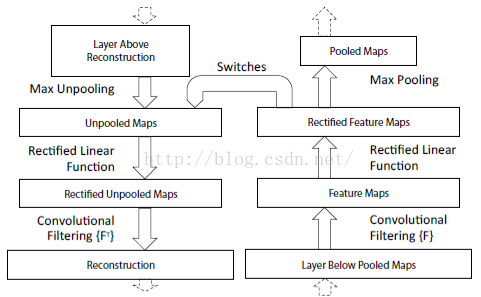 Layer Above
Reconstruction
Pooled Maps
Switches
Max Unpooling
Max Pooling
Unpooled Maps
Rectified Feature Maps
Rectified Linear
Function
http://blog.csdn.net/
Rectified Linear
Function
Rectified Unpooled Maps
Feature Maps
Convolutional
Filtering {Fᵀ}
Convolutional
Filtering {F}
Reconstruction
Layer Below Pooled Maps